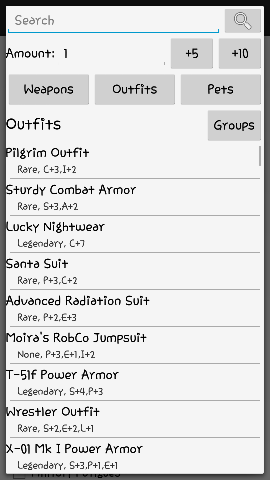 Search
Amount: 1
+5
+10
Weapons
Outfits
Pets
Outfits
Groups
Pilgrim Outfit
Rare, C+3,I+2
Sturdy Combat Armor
Rare, S+3,A+2
Lucky Nightwear
Legendary, C+7
Santa Suit
Rare, P+3,C+2
Advanced Radiation Suit
Rare, P+2,E+3
Moira's RobCo Jumpsuit
None, P+3,E+1,I+2
T-51f Power Armor
Legendary, S+4,P+3
Wrestler Outfit
Rare, S+2,E+2,L+1
X-01 Mk I Power Armor
Legendary, S+3,P+1,E+1